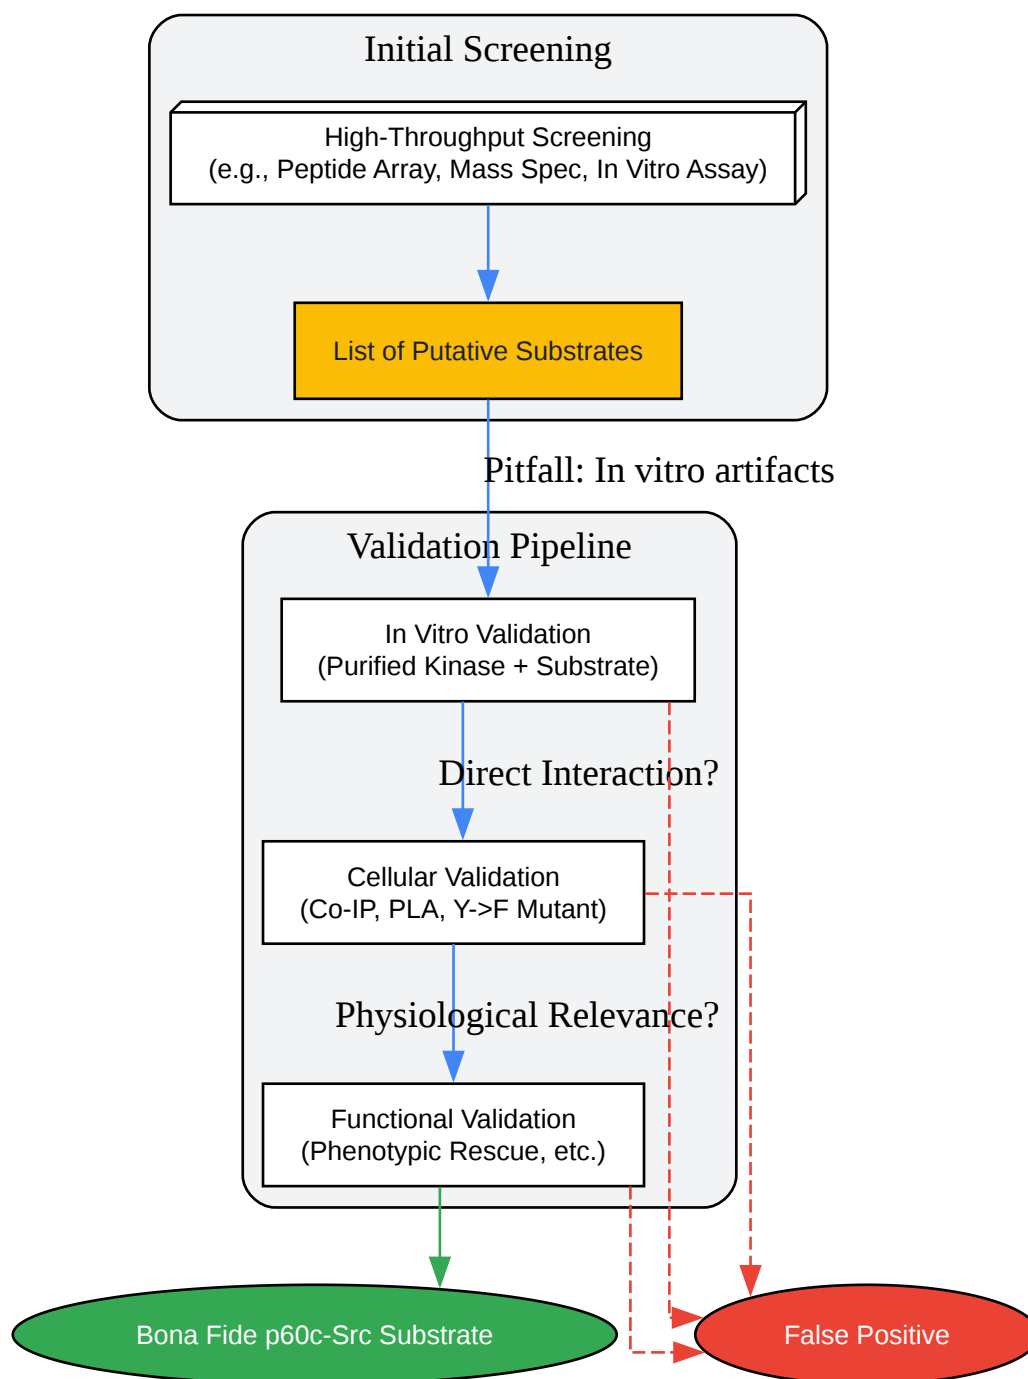 Initial Screening
High-Throughput Screening
(e.g., Peptide Array, Mass Spec, In Vitro Assay)
List of Putative Substrates
Pitfall: In vitro artifacts
Validation Pipeline
In Vitro Validation
(Purified Kinase + Substrate)
Direct Interaction?
Cellular Validation
(Co-IP, PLA, Y->F Mutant)
Physiological Relevance?
Functional Validation
(Phenotypic Rescue, etc.)
Bona Fide p60c-Src Substrate
False Positive